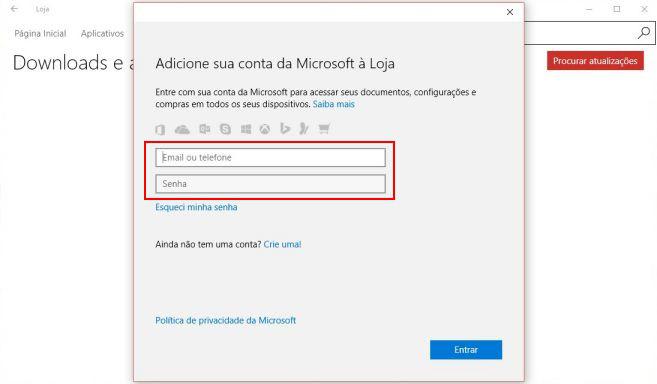 Loja
Página Inicial Aplicativos
Downloads e a
Procurar atualizações
Adicione sua conta da Microsoft à Loja
Entre com sua conta da Microsoft para acessar seus documentos, configurações e
compras em todos os seus dispositivos. Saiba mais
Email ou telefone
Senha
Esqueci minha senha
Ainda não tem uma conta? Crie uma!
Política de privacidade da Microsoft
Entrar